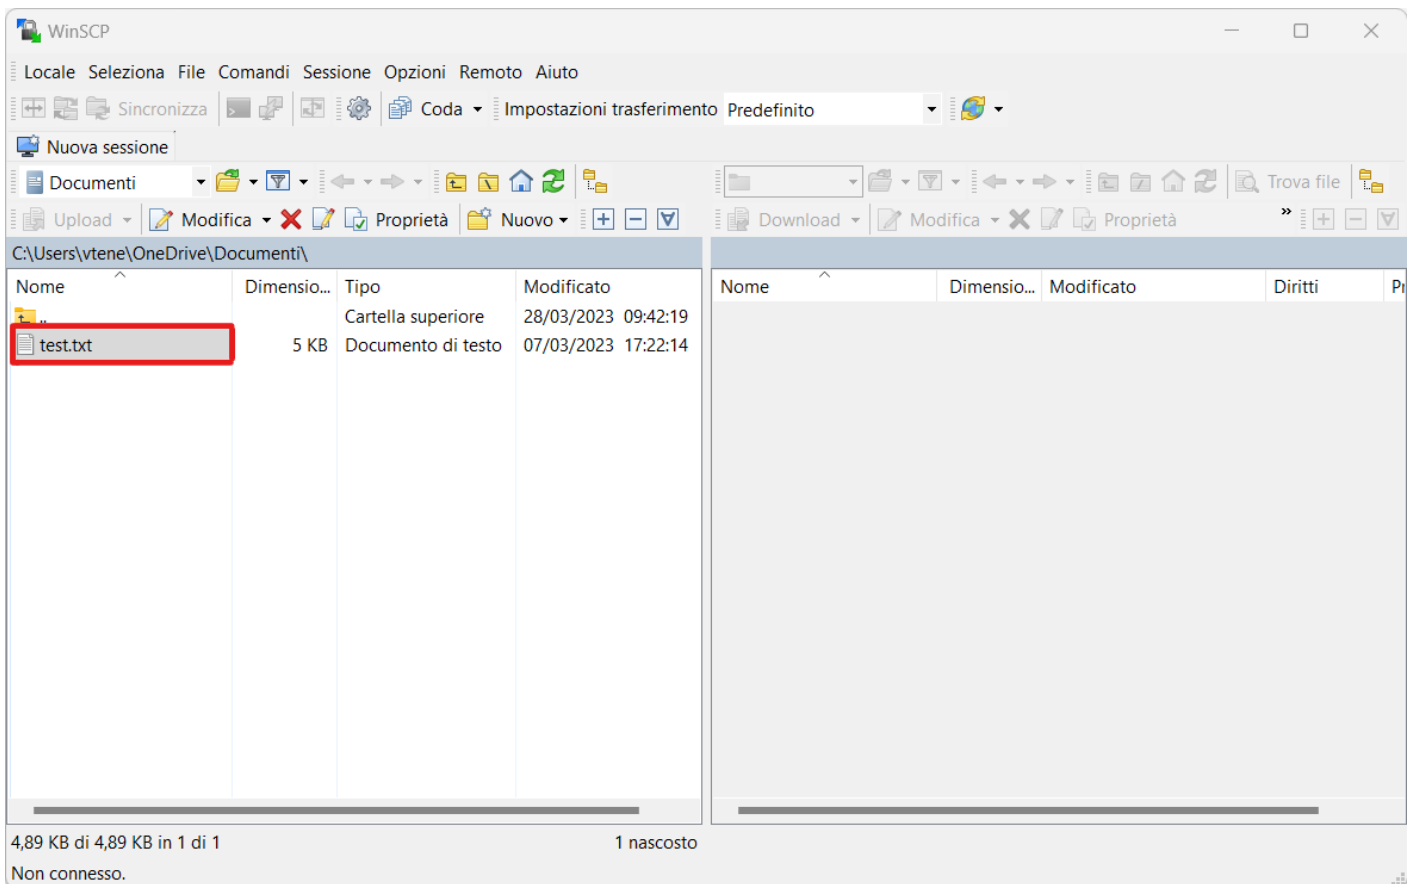 WinSCP
Locale Seleziona File Comandi Sessione Opzioni Remoto Aiuto
Sincronizza Coda Impostazioni trasferimento Predefinito
Nuova sessione
Documenti Trova file
Upload Modifica Proprietà Nuovo Download Modifica Proprietà »
C:\Users\vtene\OneDrive\Documenti\
Nome Dimensio... Tipo Modificato Nome Dimensio... Modificato Diritti Pr
.. Cartella superiore 28/03/2023 09:42:19
test.txt 5 KB Documento di testo 07/03/2023 17:22:14
4,89 KB di 4,89 KB in 1 di 1 1 nascosto
Non connesso.